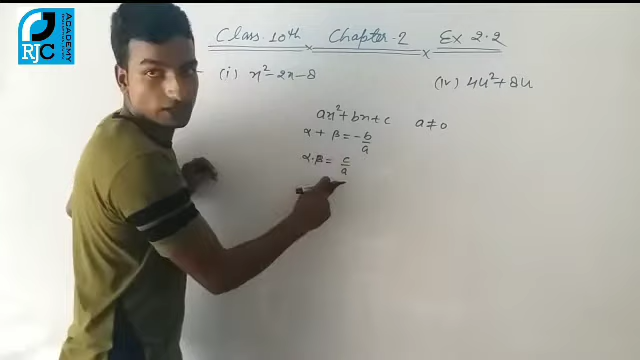 RJC ACADEMY
Class 10th Chapter-2 Ex 2.2
(i) x²-2x-8 (iv) 4u²+8u
ax²+bx+c a≠0
α+β=-b/a
α.β=c/a